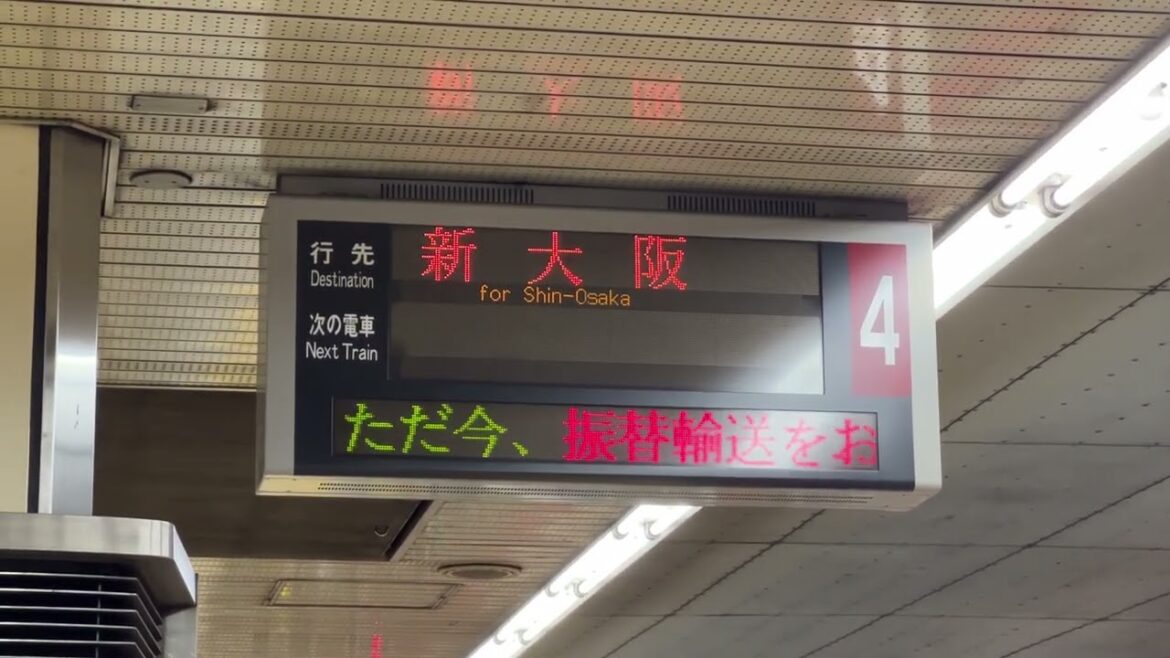 行先
Destination
新大阪
for Shin-Osaka
次の電車
Next Train
4
ただ今、振替輸送をお